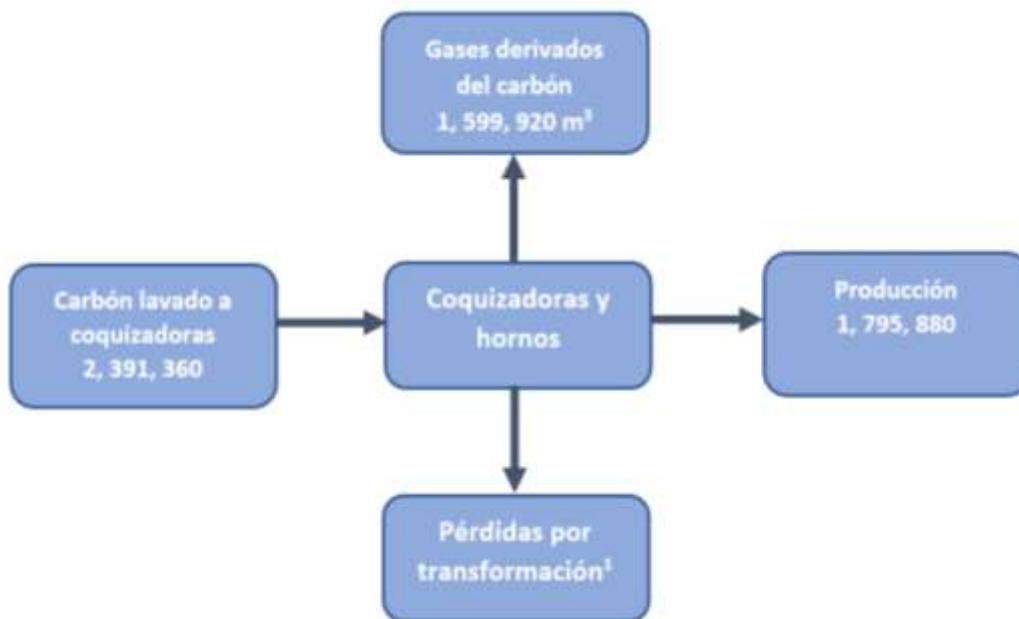 Gases derivados
del carbón
1, 599, 920 m³
Carbón lavado a
coquizadoras
2, 391, 360
Coquizadoras y
hornos
Producción
1, 795, 880
Pérdidas por
transformación¹